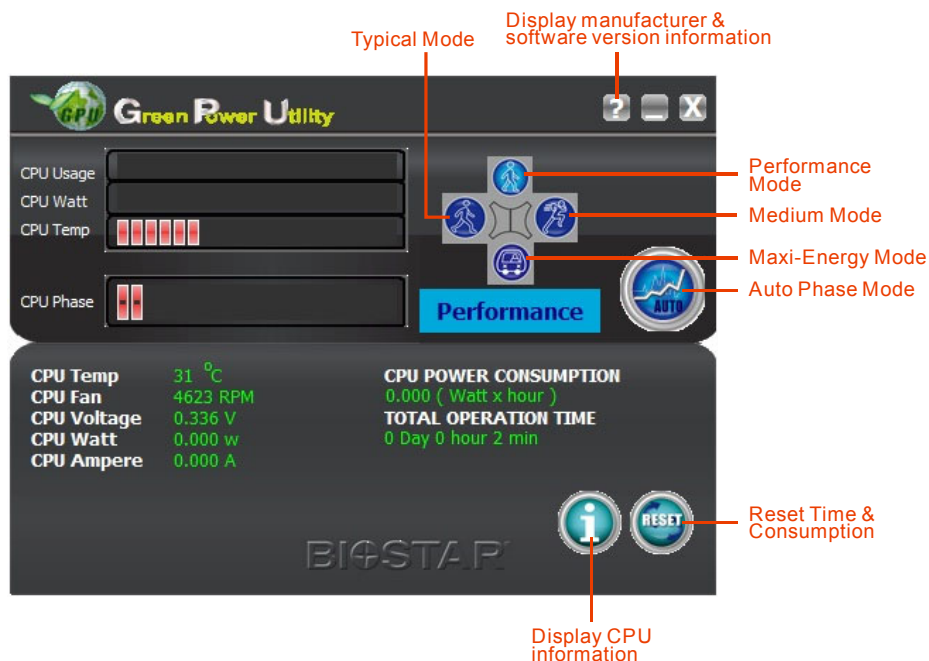 Display manufacturer &
software version information
Typical Mode
GPU
Green Power Utility
?
X
CPU Usage
CPU Watt
CPU Temp
CPU Phase
Performance
Mode
Medium Mode
Maxi-Energy Mode
Auto Phase Mode
AUTO
Performance
CPU Temp 31 °C
CPU Fan 4623 RPM
CPU Voltage 0.336 V
CPU Watt 0.000 w
CPU Ampere 0.000 A
CPU POWER CONSUMPTION
0.000 ( Watt x hour )
TOTAL OPERATION TIME
0 Day 0 hour 2 min
i
RESET
Reset Time &
Consumption
BIOSTAR
Display CPU
information